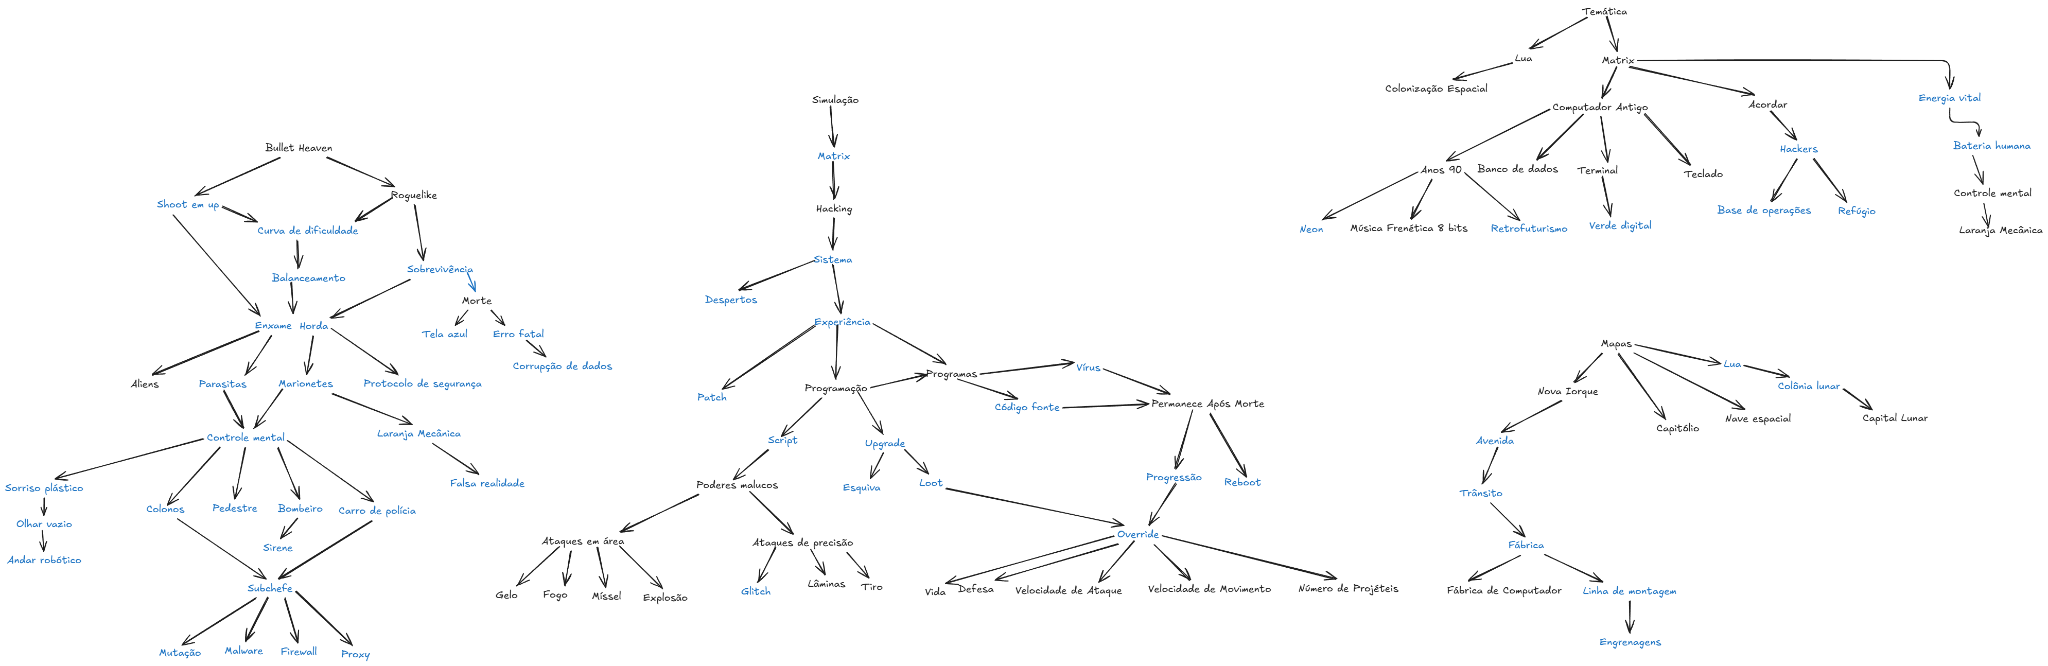 Bullet Heaven
Shoot em up
Roguelike
Curva de dificuldade
Balanceamento
Sobrevivência
Morte
Tela azul
Erro fatal
Corrupção de dados
Enxame Horda
Aliens
Parasitas
Marionetes
Protocolo de segurança
Controle mental
Laranja Mecânica
Falsa realidade
Sorriso plástico
Olhar vazio
Andar robótico
Colonos
Pedestre
Bombeiro
Carro de polícia
Sirene
Subchefe
Mutação
Malware
Firewall
Proxy
Simulação
Matrix
Hacking
Sistema
Despertos
Experiência
Patch
Programação
Programas
Vírus
Código fonte
Permanece Após Morte
Script
Upgrade
Poderes malucos
Esquiva
Loot
Progressão
Reboot
Ataques em área
Ataques de precisão
Override
Gelo
Fogo
Míssel
Explosão
Glitch
Lâminas
Tiro
Vida
Defesa
Velocidade de Ataque
Velocidade de Movimento
Número de Projéteis
Temática
Lua
Matrix
Colonização Espacial
Computador Antigo
Acordar
Energia vital
Anos 90
Banco de dados
Terminal
Teclado
Hackers
Bateria humana
Neon
Música Frenética 8 bits
Retrofuturismo
Verde digital
Base de operações
Refúgio
Controle mental
Laranja Mecânica
Mapas
Nova Iorque
Capitólio
Nave espacial
Lua
Colônia lunar
Capital Lunar
Avenida
Trânsito
Fábrica
Fábrica de Computador
Linha de montagem
Engrenagens